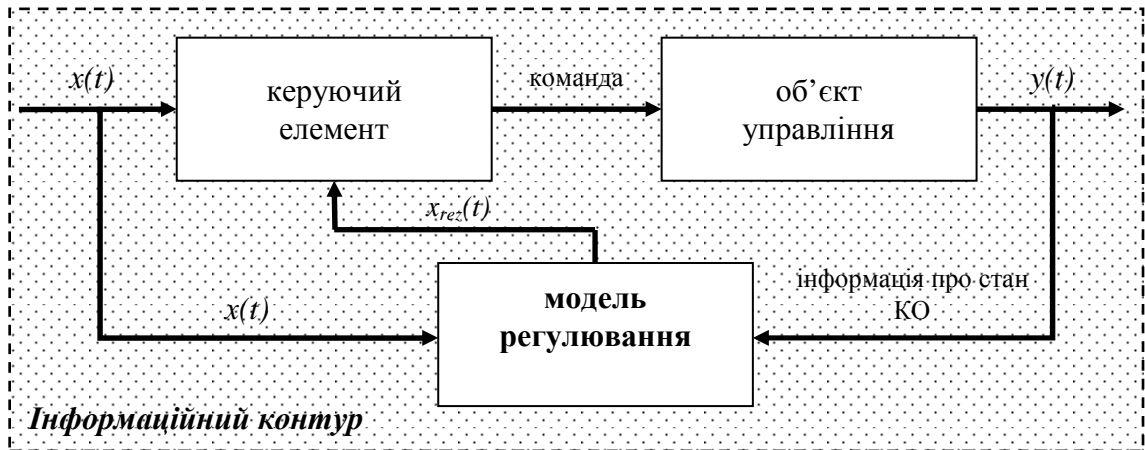 x(t)
керуючий
елемент
команда
об’єкт
управління
y(t)
x_rez(t)
x(t)
модель
регулювання
інформація про стан
КО
Інформаційний контур